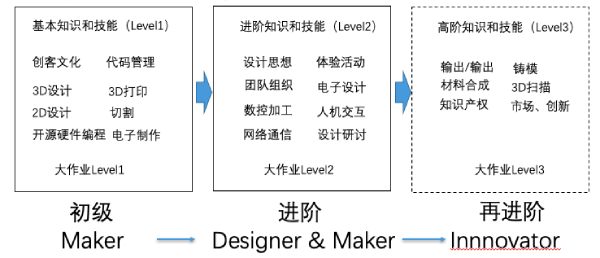 基本知识和技能（Level1）
创客文化 代码管理
3D设计 3D打印
2D设计 切割
开源硬件编程 电子制作
大作业Level1
进阶知识和技能（Level2）
设计思想 体验活动
团队组织 电子设计
数控加工 人机交互
网络通信 设计研讨
大作业Level2
高阶知识和技能（Level3）
输出/输出 铸模
材料合成 3D扫描
知识产权 市场、创新
大作业Level3
初级 进阶 再进阶
Maker Designer & Maker Innnovator